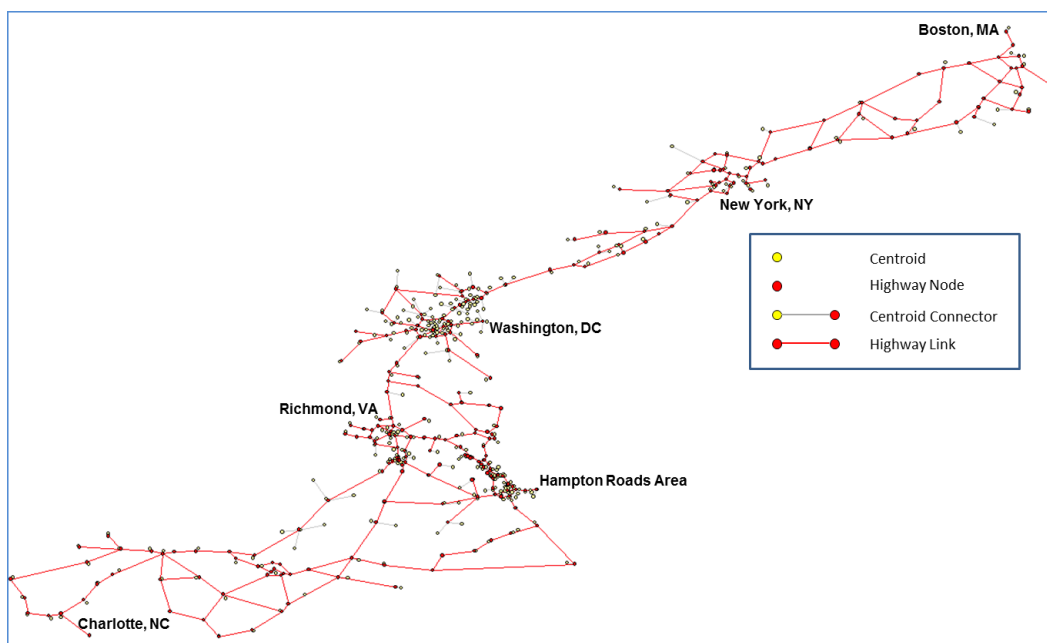 Boston, MA
New York, NY
Centroid
Highway Node
Centroid Connector
Highway Link
Washington, DC
Richmond, VA
Hampton Roads Area
Charlotte, NC